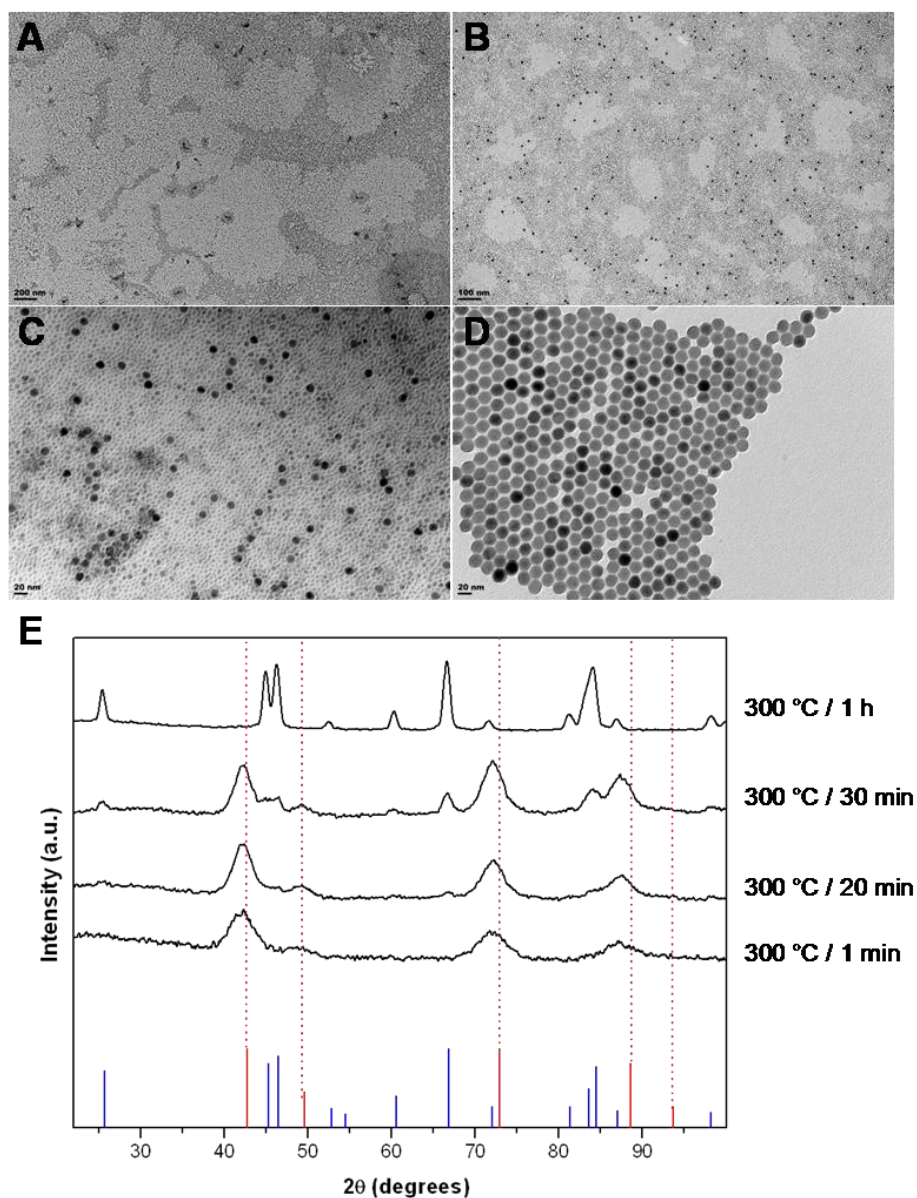 A
B
200 nm
100 nm
C
D
20 nm
20 nm
E
300 °C / 1 h
300 °C / 30 min
300 °C / 20 min
300 °C / 1 min
Intensity (a.u.)
30 40 50 60 70 80 90
2θ (degrees)